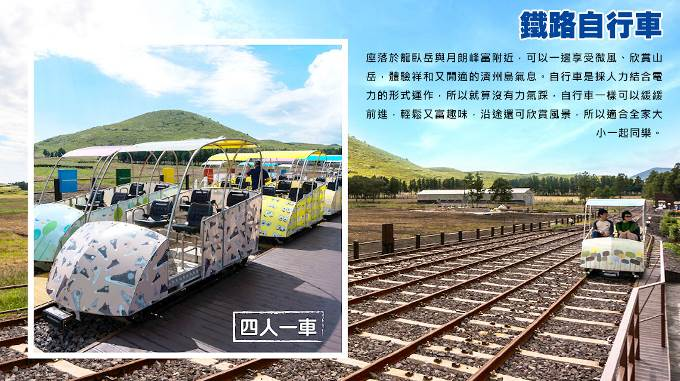 鐵路自行車
座落於龍臥岳與月朗峰當附近，可以一邊享受微風、欣賞山
岳，體驗祥和又閒適的濟州島氣息。自行車是採人力結合電
力的形式運作，所以就算沒有力氣踩，自行車一樣可以緩緩
前進，輕鬆又富趣味，沿途還可欣賞風景，所以適合全家大
小一起同樂。
四人一車